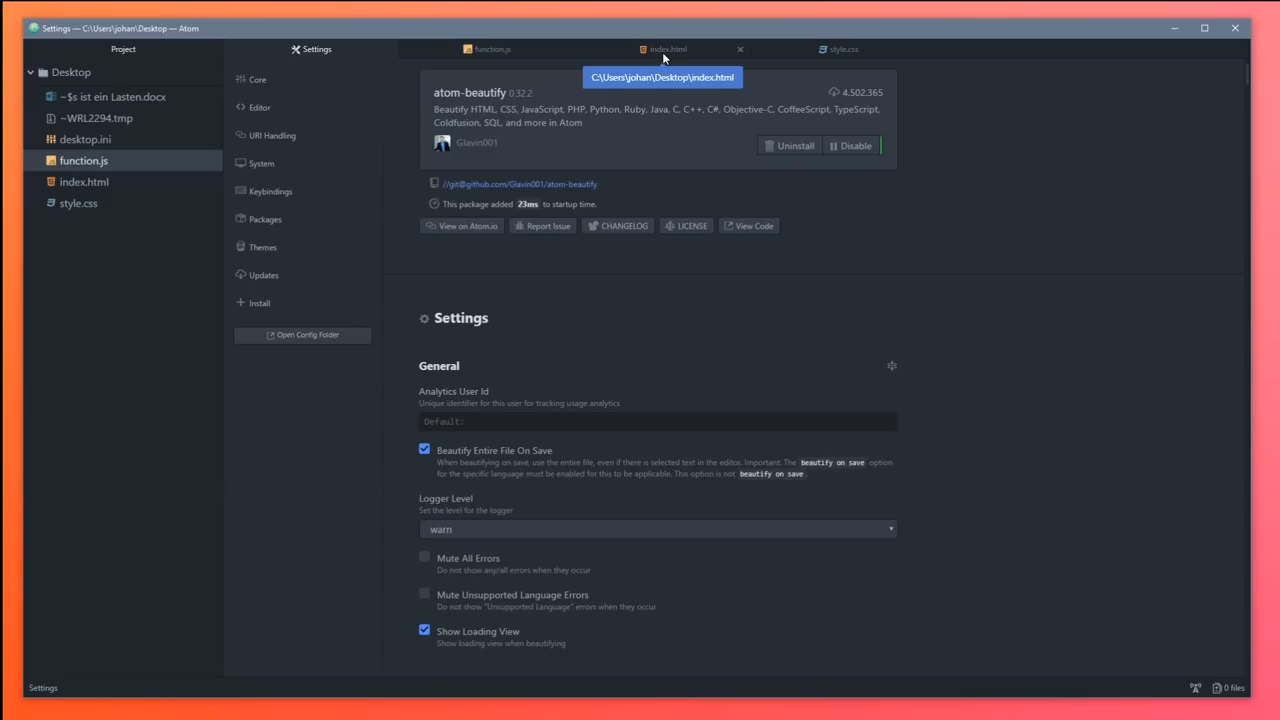 Settings — C:\Users\johan\Desktop — Atom
Project
Settings
function.js
index.html
style.css
C:\Users\johan\Desktop\index.html
Desktop
~$s ist ein Lasten.docx
~WRL2294.tmp
desktop.ini
function.js
index.html
style.css
Core
Editor
URI Handling
System
Keybindings
Packages
Themes
Updates
Install
Open Config Folder
atom-beautify 0.32.2
4.502.365
Beautify HTML, CSS, JavaScript, PHP, Python, Ruby, Java, C, C++, C#, Objective-C, CoffeeScript, TypeScript,
Coldfusion, SQL, and more in Atom
Glavin001
Uninstall
Disable
//git@github.com/Glavin001/atom-beautify
This package added 23ms to startup time.
View on Atom.io
Report Issue
CHANGELOG
LICENSE
View Code
Settings
General
Analytics User Id
Unique identifier for this user for tracking usage analytics
Default:
Beautify Entire File On Save
When beautifying on save, use the entire file, even if there is selected text in the editor. Important: The beautify on save option
for the specific language must be enabled for this to be applicable. This option is not beautify on save.
Logger Level
Set the level for the logger
warn
Mute All Errors
Do not show any/all errors when they occur
Mute Unsupported Language Errors
Do not show "Unsupported Language" errors when they occur
Show Loading View
Show loading view when beautifying
Settings
0 files